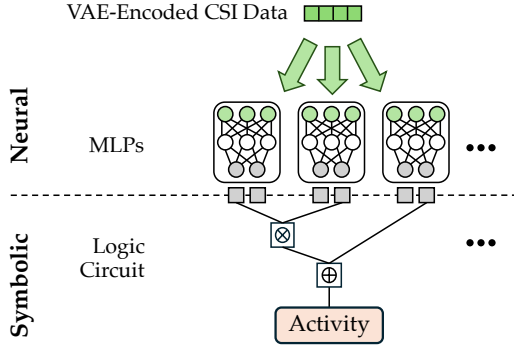 VAE-Encoded CSI Data
Neural
MLPs
•••
Symbolic
Logic
Circuit
•••
⊗
⊕
Activity